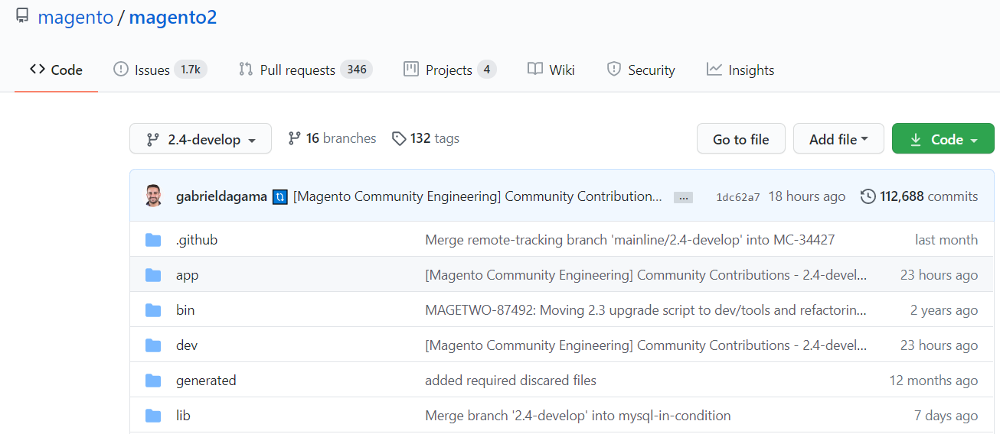 magento / magento2
Code Issues 1.7k Pull requests 346 Projects 4 Wiki Security Insights
2.4-develop 16 branches 132 tags Go to file Add file Code
gabrieldagama [Magento Community Engineering] Community Contribution... ... 1dc62a7 18 hours ago 112,688 commits
.github Merge remote-tracking branch 'mainline/2.4-develop' into MC-34427 last month
app [Magento Community Engineering] Community Contributions - 2.4-devel... 23 hours ago
bin MAGETWO-87492: Moving 2.3 upgrade script to dev/tools and refactorin... 2 years ago
dev [Magento Community Engineering] Community Contributions - 2.4-devel... 23 hours ago
generated added required discared files 12 months ago
lib Merge branch '2.4-develop' into mysql-in-condition 7 days ago